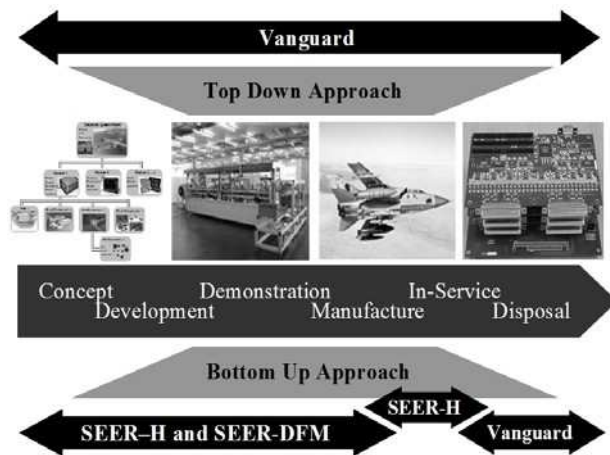 Vanguard
Top Down Approach
Concept Demonstration In-Service
Development Manufacture Disposal
Bottom Up Approach
SEER-H
SEER–H and SEER-DFM Vanguard